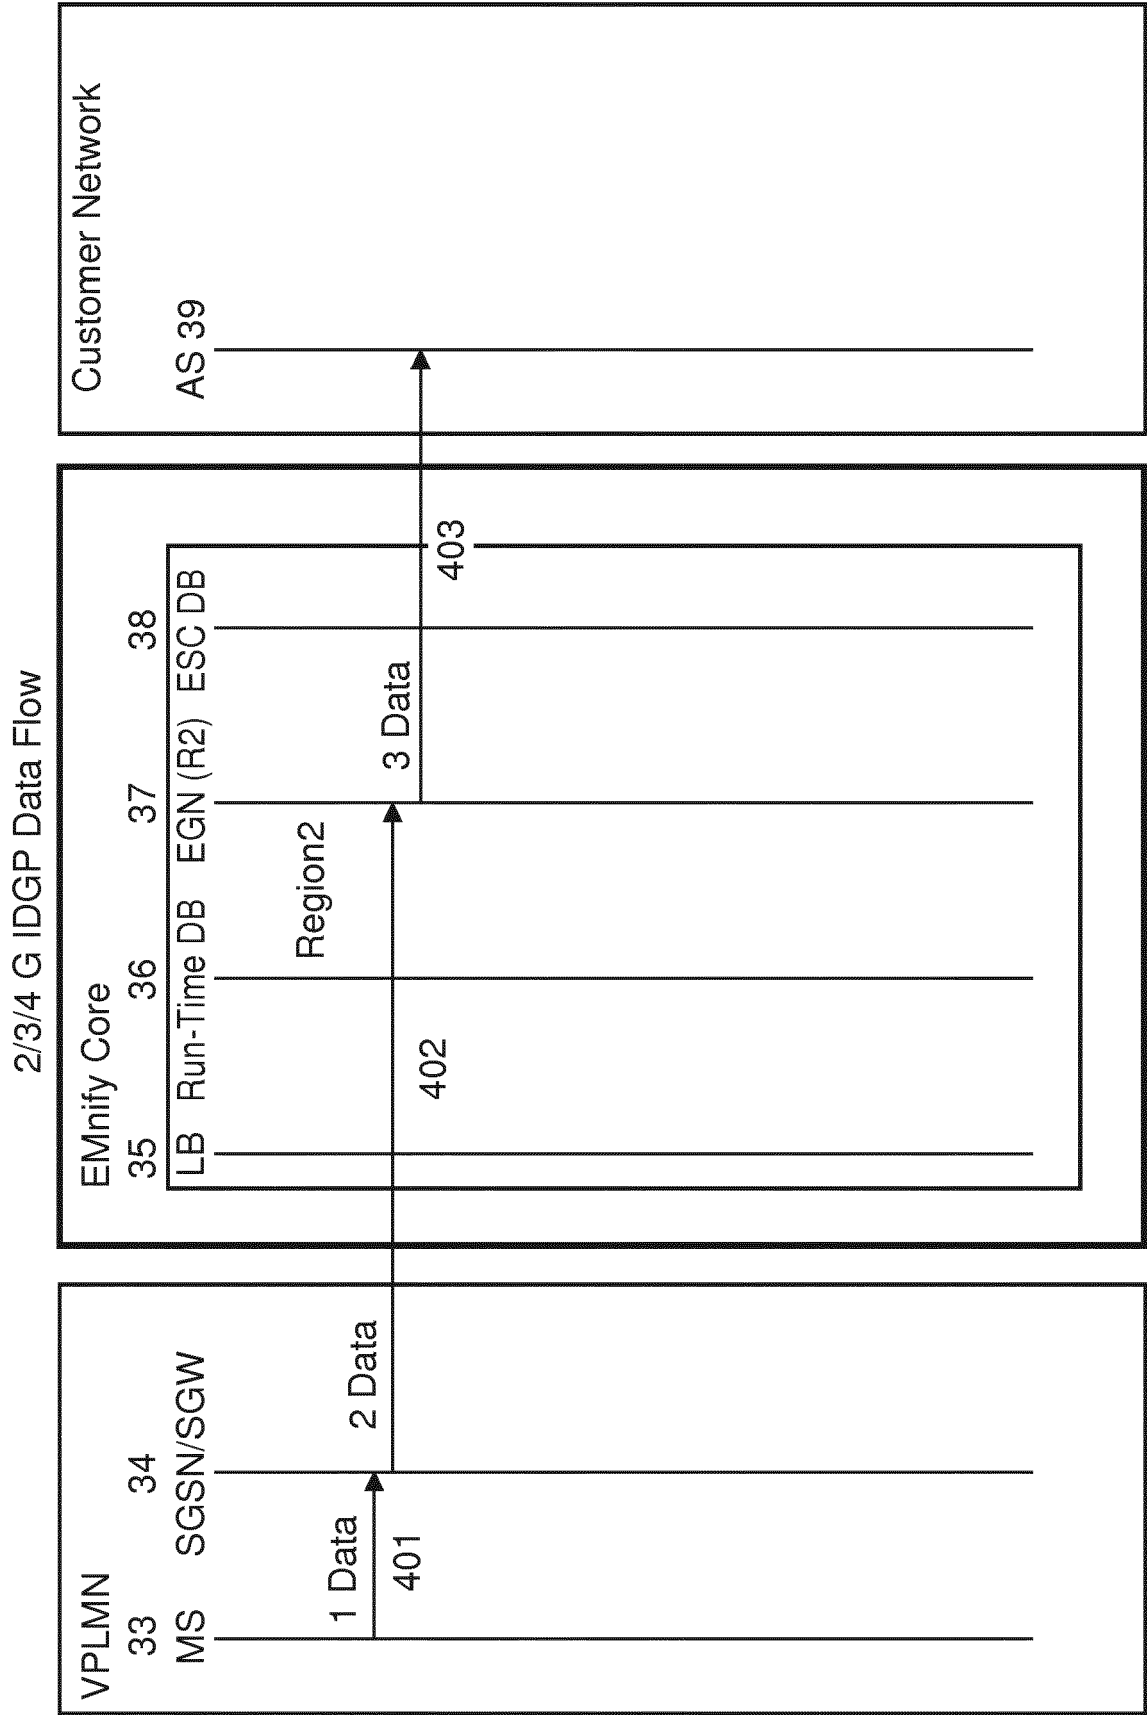 2/3/4 G IDGP Data Flow
VPLMN
33
MS
34
SGSN/SGW
1 Data
401
2 Data
EMnify Core
35
LB
36
Run-Time DB
37
EGN (R2)
38
ESC DB
Region2
402
3 Data
403
Customer Network
AS 39